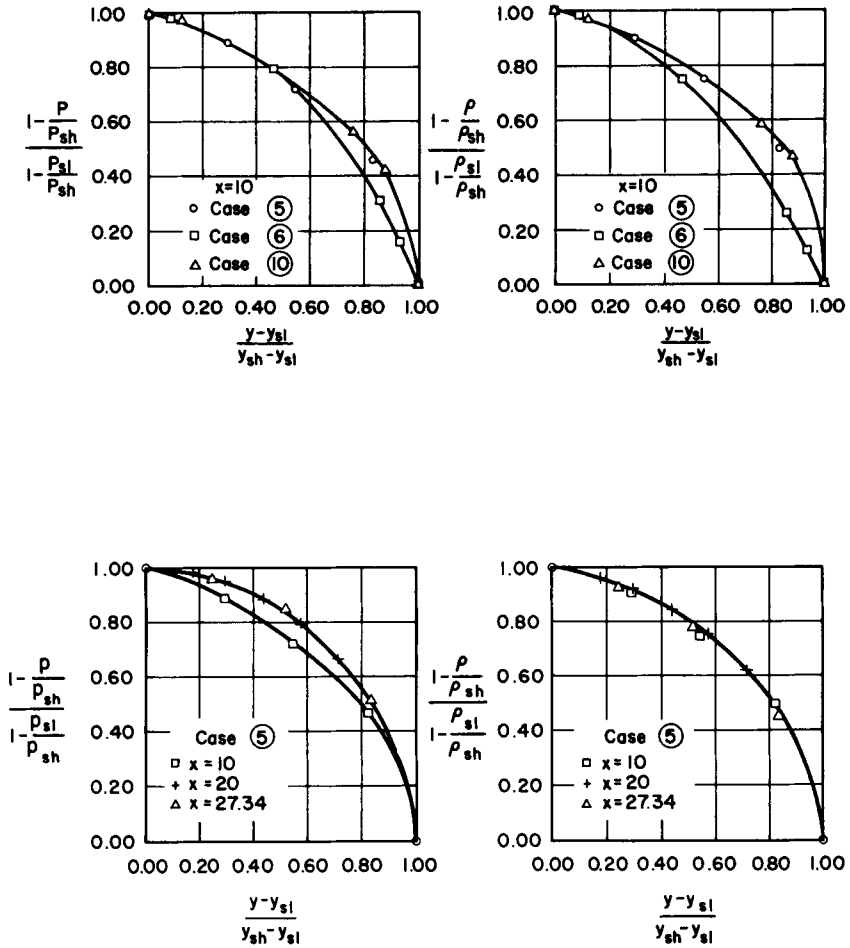 1.00
0.80
0.60
0.40
0.20
0.00
1-P/P_sh
1-P_sl/P_sh
x=10
Case 5
Case 6
Case 10
0.00 0.20 0.40 0.60 0.80 1.00
y-y_sl
y_sh-y_sl
1.00
0.80
0.60
0.40
0.20
0.00
1-ρ/ρ_sh
1-ρ_sl/ρ_sh
x=10
Case 5
Case 6
Case 10
0.00 0.20 0.40 0.60 0.80 1.00
y-y_sl
y_sh-y_sl
1.00
0.80
0.60
0.40
0.20
0.00
1-p/p_sh
1-p_sl/p_sh
Case 5
x=10
x=20
x=27.34
0.00 0.20 0.60 0.60 0.80 1.00
y-y_sl
y_sh-y_sl
1.00
0.80
0.60
0.40
0.20
0.00
1-ρ/ρ_sh
1-ρ_sl/ρ_sh
Case 5
x=10
x=20
x=27.34
0.00 0.20 0.40 0.60 0.80 1.00
y-y_sl
y_sh-y_sl